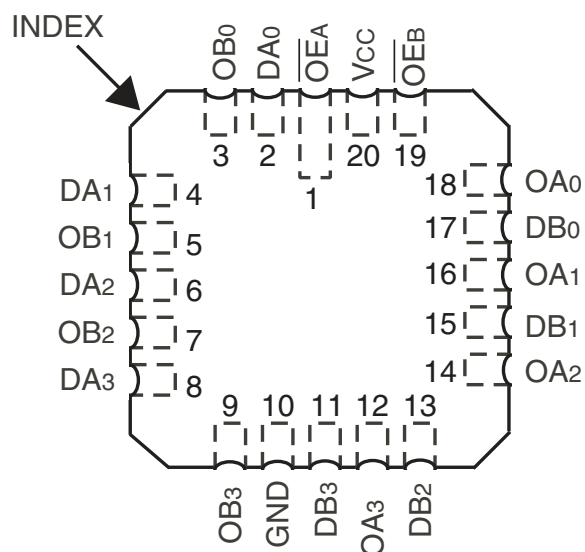 INDEX
OB0 DA0 O̅E̅A VCC O̅E̅B
3 2 1 20 19
DA1 4
OB1 5
DA2 6
OB2 7
DA3 8
18 OA0
17 DB0
16 OA1
15 DB1
14 OA2
9 10 11 12 13
OB3 GND DB3 OA3 DB2